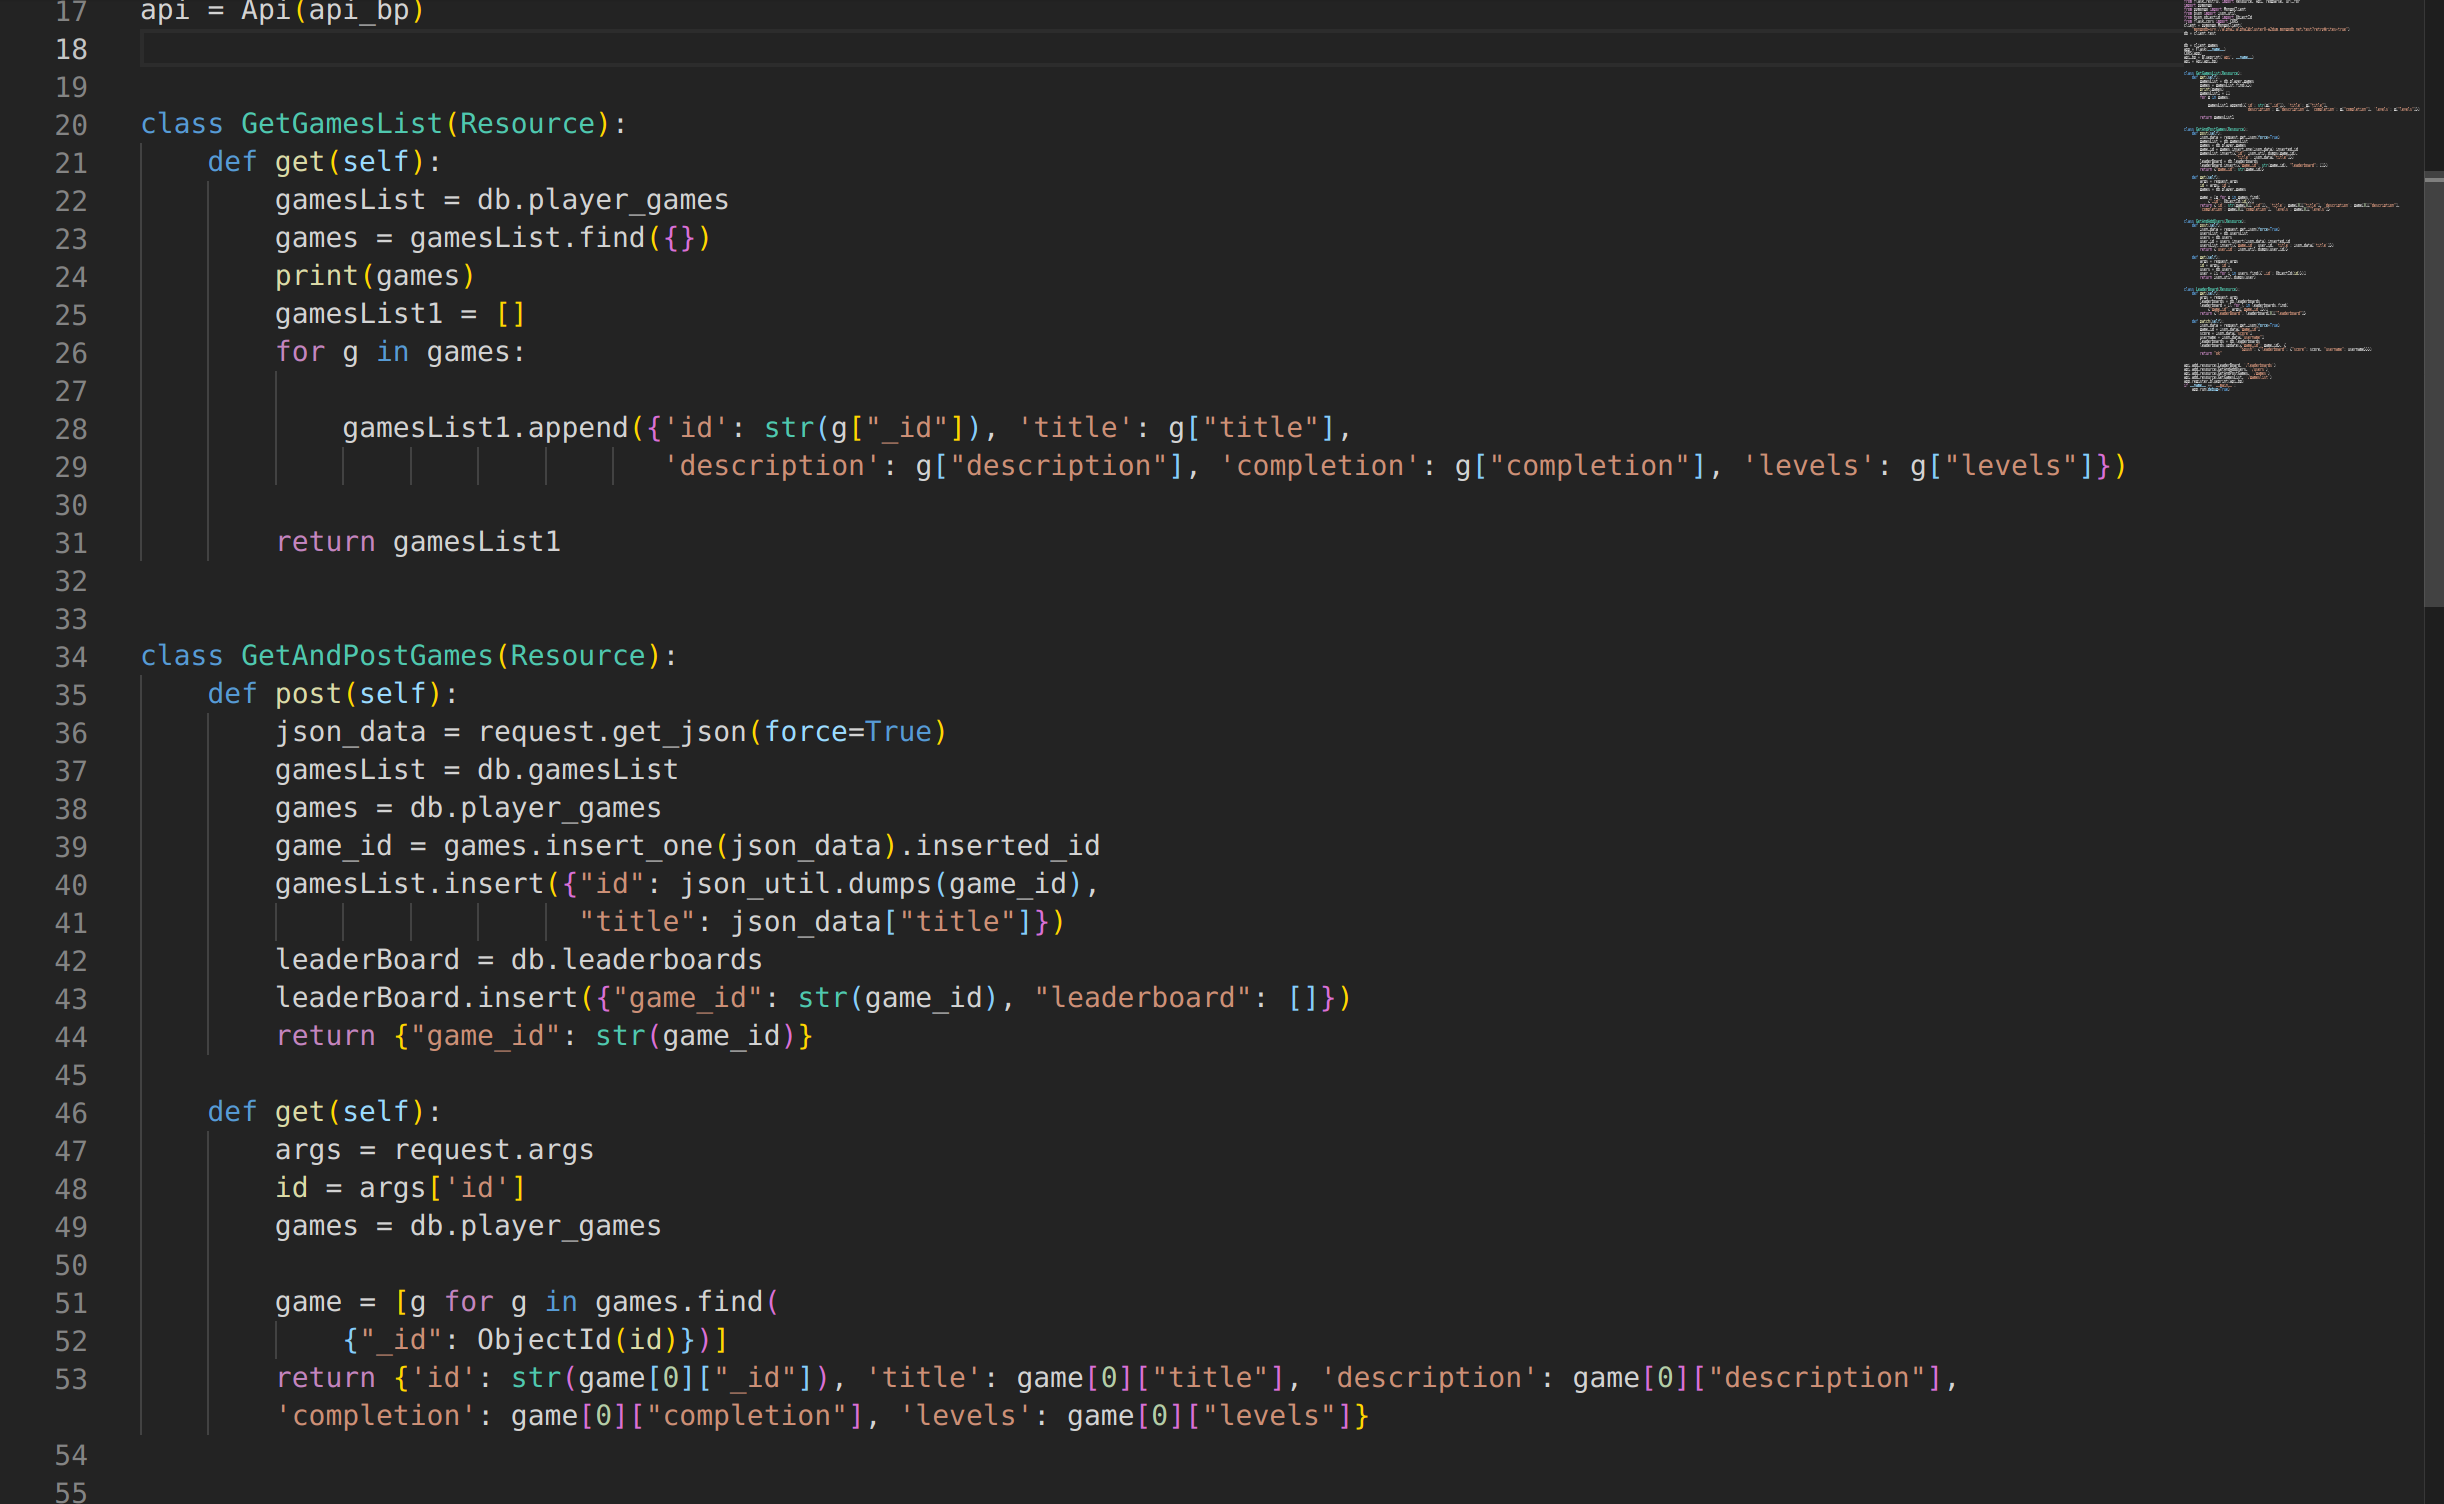 17 api = Api(api_bp)
18
19
20 class GetGamesList(Resource):
21     def get(self):
22         gamesList = db.player_games
23         games = gamesList.find({})
24         print(games)
25         gamesList1 = []
26         for g in games:
27
28             gamesList1.append({'id': str(g["_id"]), 'title': g["title"],
29                                'description': g["description"], 'completion': g["completion"], 'levels': g["levels"]})
30
31         return gamesList1
32
33
34 class GetAndPostGames(Resource):
35     def post(self):
36         json_data = request.get_json(force=True)
37         gamesList = db.gamesList
38         games = db.player_games
39         game_id = games.insert_one(json_data).inserted_id
40         gamesList.insert({"id": json_util.dumps(game_id),
41                           "title": json_data["title"]})
42         leaderBoard = db.leaderboards
43         leaderBoard.insert({"game_id": str(game_id), "leaderboard": []})
44         return {"game_id": str(game_id)}
45
46     def get(self):
47         args = request.args
48         id = args['id']
49         games = db.player_games
50
51         game = [g for g in games.find(
52             {"_id": ObjectId(id)})]
53         return {'id': str(game[0]["_id"]), 'title': game[0]["title"], 'description': game[0]["description"],
        'completion': game[0]["completion"], 'levels': game[0]["levels"]}
54
55